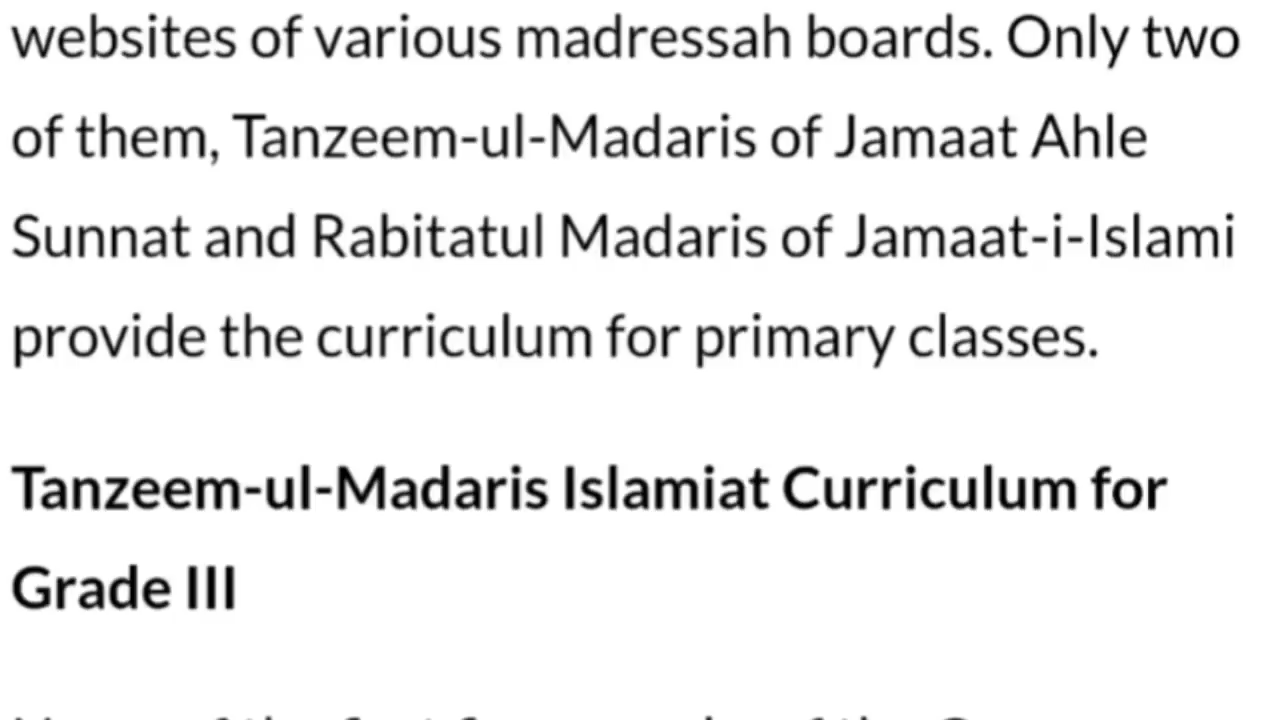 websites of various madressah boards. Only two
of them, Tanzeem-ul-Madaris of Jamaat Ahle
Sunnat and Rabitatul Madaris of Jamaat-i-Islami
provide the curriculum for primary classes.
Tanzeem-ul-Madaris Islamiat Curriculum for
Grade III